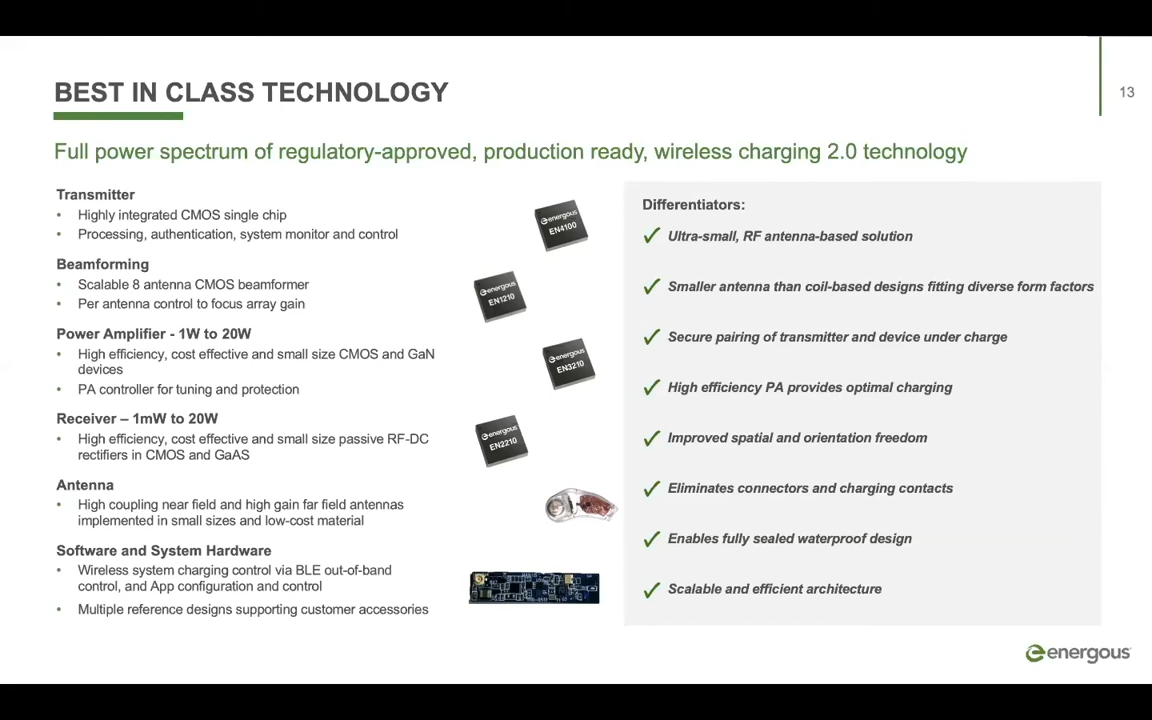 BEST IN CLASS TECHNOLOGY
13
Full power spectrum of regulatory-approved, production ready, wireless charging 2.0 technology
Transmitter
• Highly integrated CMOS single chip
• Processing, authentication, system monitor and control
Beamforming
• Scalable 8 antenna CMOS beamformer
• Per antenna control to focus array gain
Power Amplifier - 1W to 20W
• High efficiency, cost effective and small size CMOS and GaN
devices
• PA controller for tuning and protection
Receiver – 1mW to 20W
• High efficiency, cost effective and small size passive RF-DC
rectifiers in CMOS and GaAS
Antenna
• High coupling near field and high gain far field antennas
implemented in small sizes and low-cost material
Software and System Hardware
• Wireless system charging control via BLE out-of-band
control, and App configuration and control
• Multiple reference designs supporting customer accessories
energous
EN4100
energous
EN1210
energous
EN3210
energous
EN2210
Differentiators:
✓ Ultra-small, RF antenna-based solution
✓ Smaller antenna than coil-based designs fitting diverse form factors
✓ Secure pairing of transmitter and device under charge
✓ High efficiency PA provides optimal charging
✓ Improved spatial and orientation freedom
✓ Eliminates connectors and charging contacts
✓ Enables fully sealed waterproof design
✓ Scalable and efficient architecture
energous